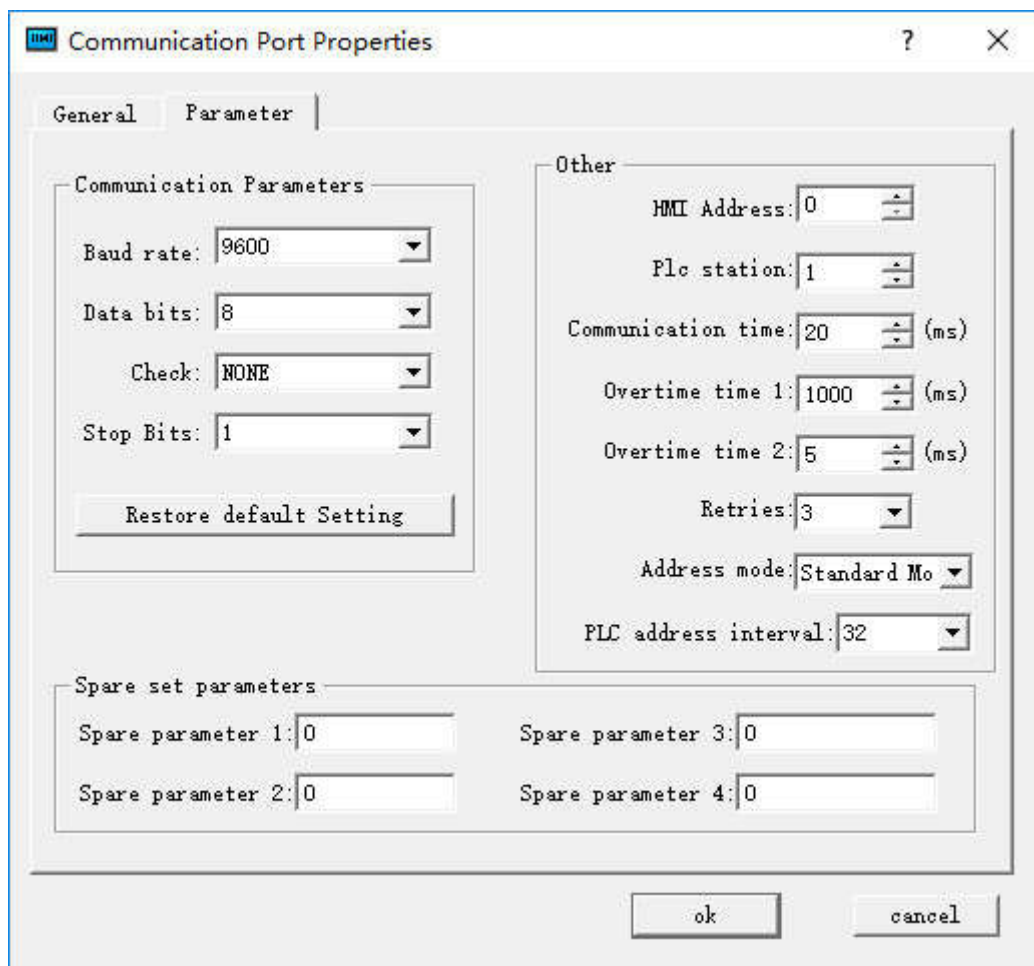 HMI Communication Port Properties ? ×
General Parameter
Communication Parameters
Baud rate: 9600
Data bits: 8
Check: NONE
Stop Bits: 1
Restore default Setting
Other
HMI Address: 0
Plc station: 1
Communication time: 20 (ms)
Overtime time 1: 1000 (ms)
Overtime time 2: 5 (ms)
Retries: 3
Address mode: Standard Mo
PLC address interval: 32
Spare set parameters
Spare parameter 1: 0 Spare parameter 3: 0
Spare parameter 2: 0 Spare parameter 4: 0
ok cancel